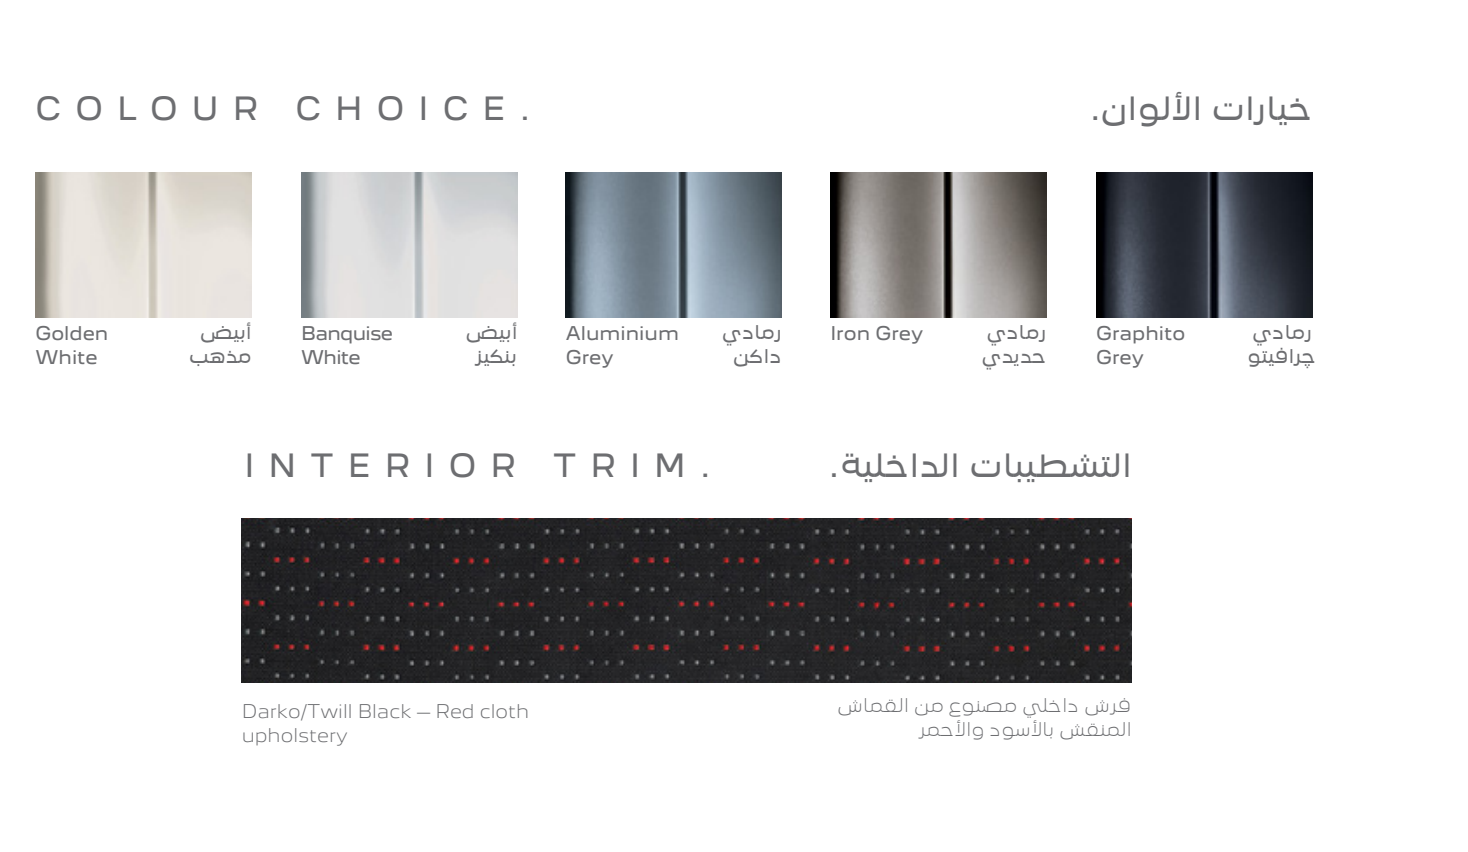 COLOUR CHOICE.
خيارات الألوان.
Golden
White
أبيض
مذهب
Banquise
White
أبيض
بنكيز
Aluminium
Grey
رمادي
داكن
Iron Grey
رمادي
حديدي
Graphito
Grey
رمادي
چرافيتو
INTERIOR TRIM.
التشطيبات الداخلية.
Darko/Twill Black – Red cloth
upholstery
فرش داخلي مصنوع من القماش
المنقش بالأسود والأحمر